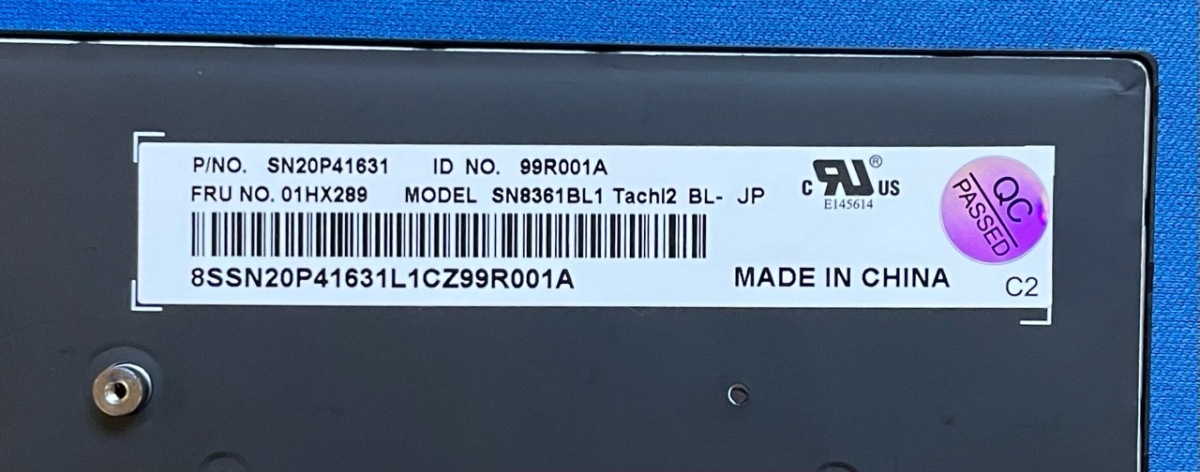 P/NO. SN20P41631 ID NO. 99R001A
FRU NO. 01HX289 MODEL SN8361BL1 Tachl2 BL- JP
8SSN20P41631L1CZ99R001A
C RU® US
E145614
MADE IN CHINA
QC
PASSED
C2